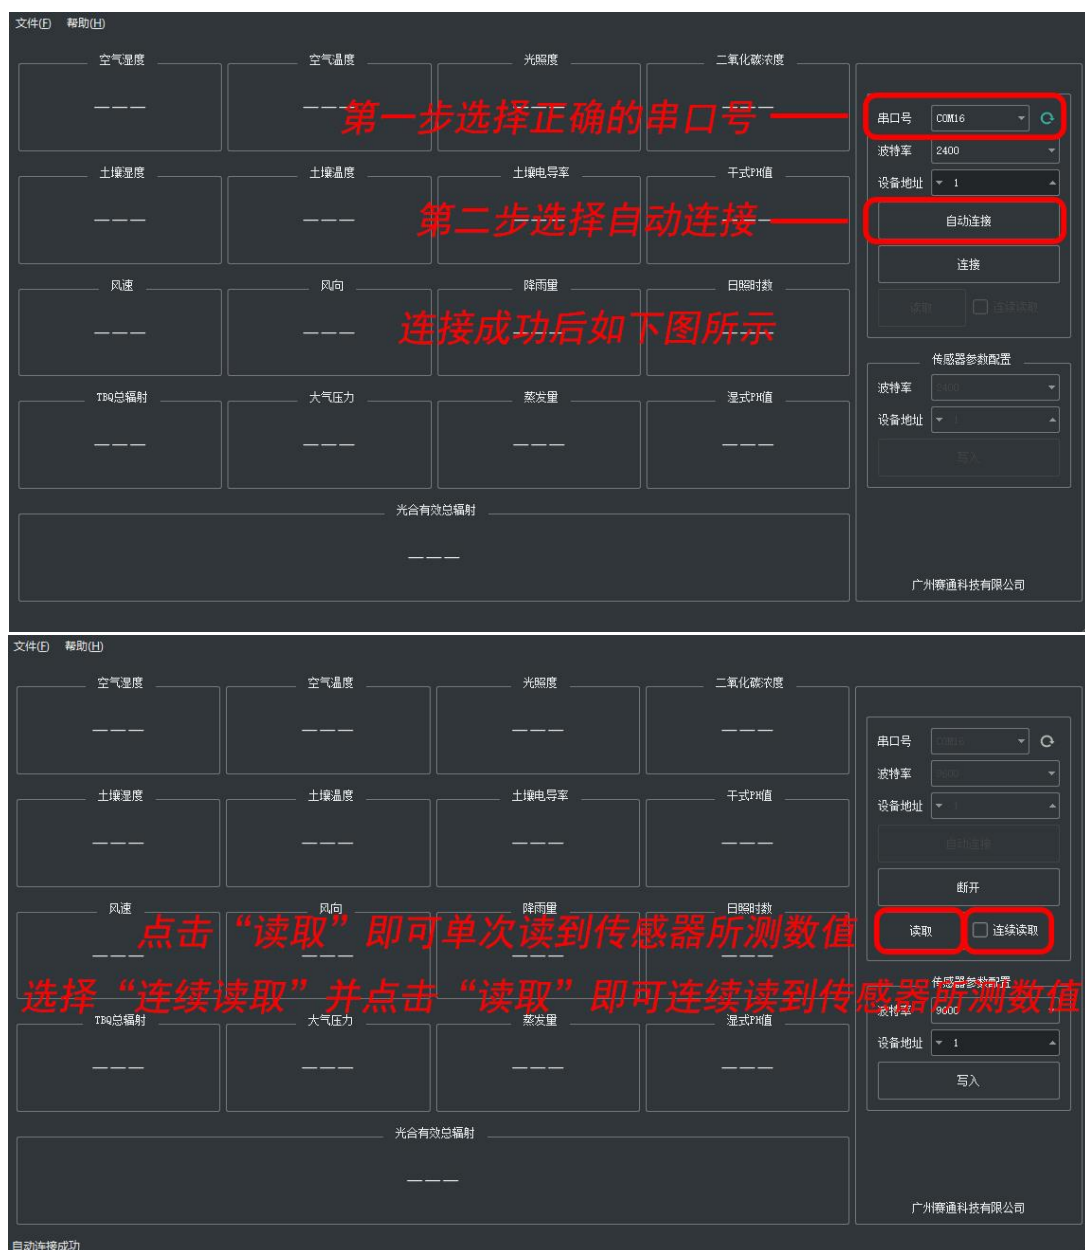 文件(F) 帮助(H)
空气湿度 空气温度 光照度 二氧化碳浓度
——— ——— ——— ———
第一步选择正确的串口号
串口号 COM16
波特率 2400
土壤湿度 土壤温度 土壤电导率 干式PH值
设备地址 1
——— ——— ——— ———
第二步选择自动连接
自动连接
连接
风速 风向 降雨量 日照时数
读取 连续读取
——— ——— ——— ———
连接成功后如下图所示
传感器参数配置
波特率 2400
TBQ总辐射 大气压力 蒸发量 湿式PH值
设备地址 1
——— ——— ——— ———
写入
光合有效总辐射
———
广州赛通科技有限公司
文件(F) 帮助(H)
空气湿度 空气温度 光照度 二氧化碳浓度
——— ——— ——— ———
串口号 COM16
波特率 9600
土壤湿度 土壤温度 土壤电导率 干式PH值
设备地址 1
——— ——— ——— ———
自动连接
断开
风速 风向 降雨量 日照时数
点击“读取”即可单次读到传感器所测数值
读取 连续读取
——— ——— ——— ———
传感器参数配置
选择“连续读取”并点击“读取”即可连续读到传感器所测数值
波特率 9600
TBQ总辐射 大气压力 蒸发量 湿式PH值
设备地址 1
——— ——— ——— ———
写入
光合有效总辐射
———
广州赛通科技有限公司
自动连接成功